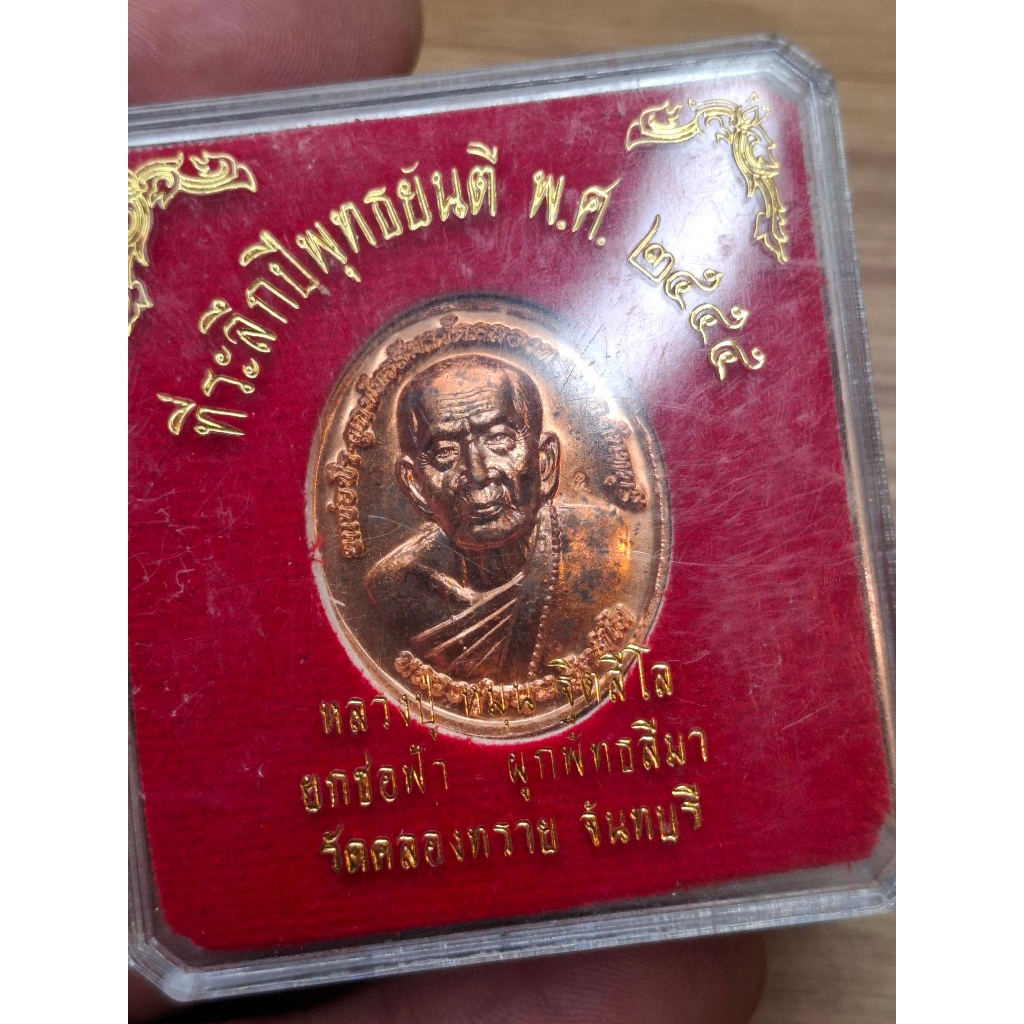 ที่ระลึกปีพุทธยันตี พ.ศ. ๒๕๕๕
หลวงปู่ หมุน ฐิตสีโล
ยกช่อฟ้า ผูกพัทธสีมา
วัดคลองทราย จันทบุรี